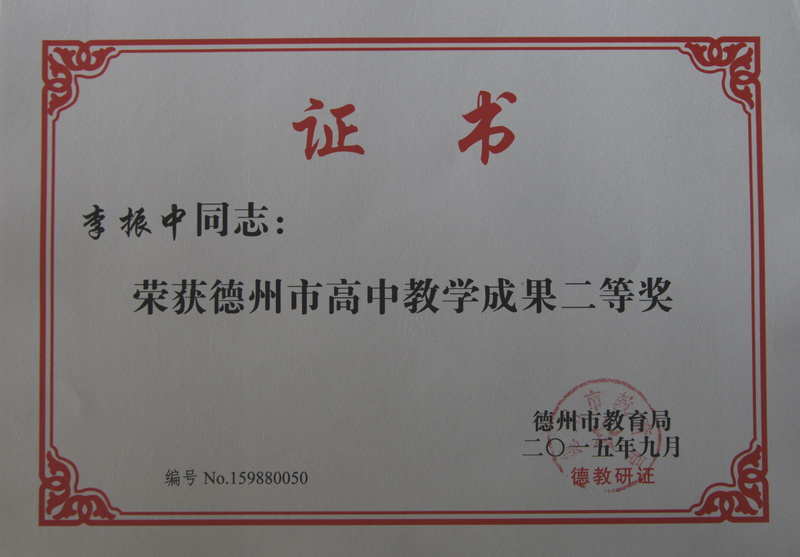 证书
李振中同志：
荣获德州市高中教学成果二等奖
德州市教育局
二〇一五年九月
德教研证
编号 No.159880050